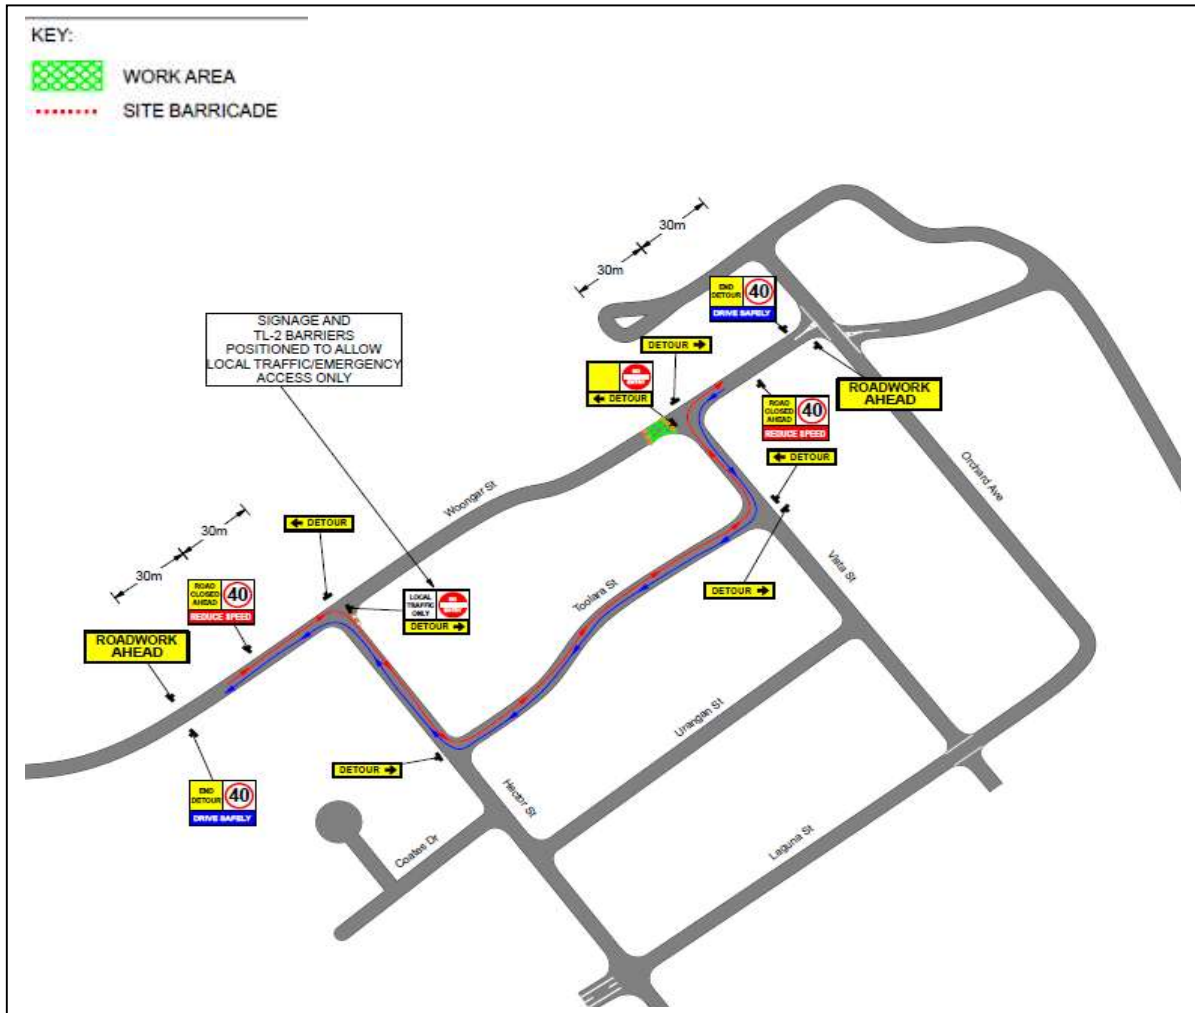 KEY:
WORK AREA
SITE BARRICADE
30m
30m
SIGNAGE AND
TL-2 BARRIERS
POSITIONED TO ALLOW
LOCAL TRAFFIC/EMERGENCY
ACCESS ONLY
END
DETOUR
40
DRIVE SAFELY
DETOUR
DETOUR
ROADWORK
AHEAD
ROAD
CLOSED
AHEAD
40
REDUCE SPEED
DETOUR
Orchard Ave
Woongar St
30m
30m
DETOUR
Vista St
Toolara St
DETOUR
ROAD
CLOSED
AHEAD
40
REDUCE SPEED
LOCAL
TRAFFIC
ONLY
DETOUR
ROADWORK
AHEAD
Urangan St
DETOUR
Hector St
END
DETOUR
40
DRIVE SAFELY
Coates Dr
Laguna St